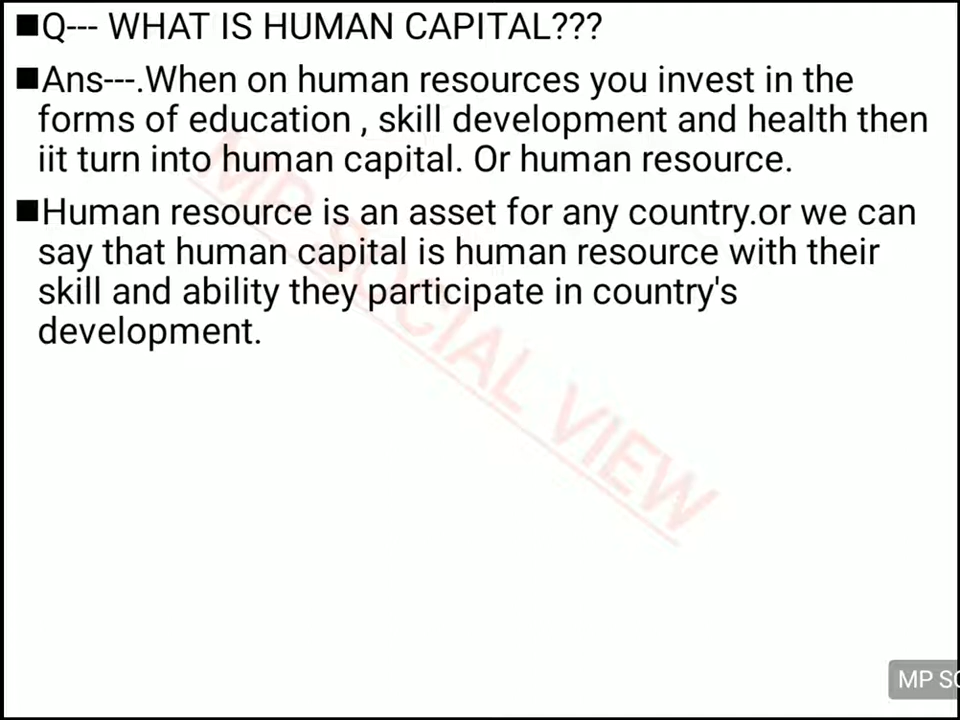 ■Q--- WHAT IS HUMAN CAPITAL???
■Ans---.When on human resources you invest in the
forms of education , skill development and health then
iit turn into human capital. Or human resource.
■Human resource is an asset for any country.or we can
say that human capital is human resource with their
skill and ability they participate in country's
development.
MP SOCIAL VIEW
MP SO